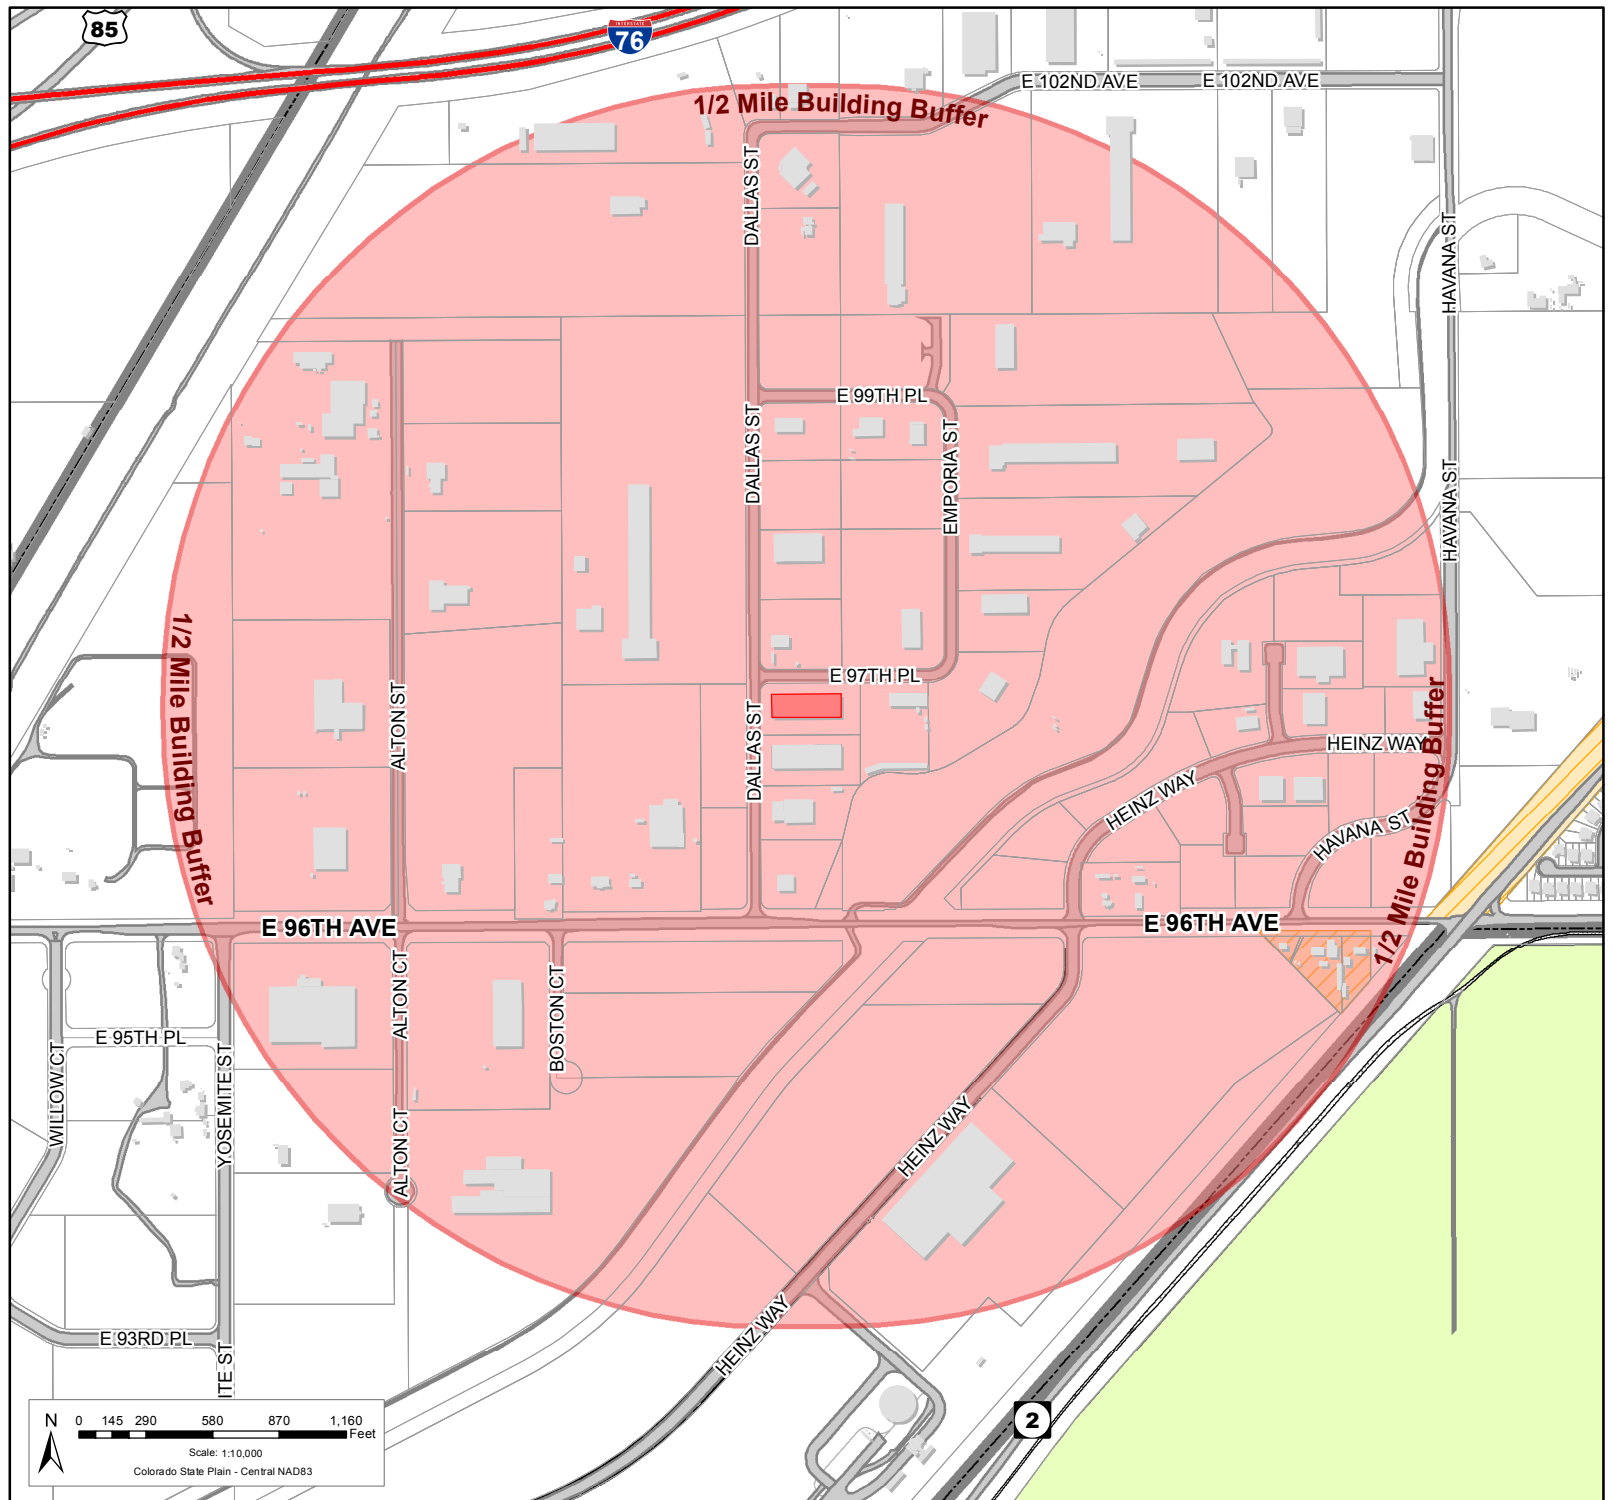 85
INTERSTATE
76
E 102ND AVE
E 102ND AVE
1/2 Mile Building Buffer
DALLAS ST
HAVANA ST
E 99TH PL
DALLAS ST
EMPORIA ST
HAVANA ST
1/2 Mile Building Buffer
E 97TH PL
ALTON ST
DALLAS ST
HEINZ WAY
HEINZ WAY
HAVANA ST
1/2 Mile Building Buffer
E 96TH AVE
E 96TH AVE
ALTON CT
BOSTON CT
E 95TH PL
WILLOW CT
YOSEMITE ST
ALTON CT
HEINZ WAY
HEINZ WAY
E 93RD PL
ITE ST
2
N
0 145 290 580 870 1,160
Feet
Scale: 1:10,000
Colorado State Plain - Central NAD83